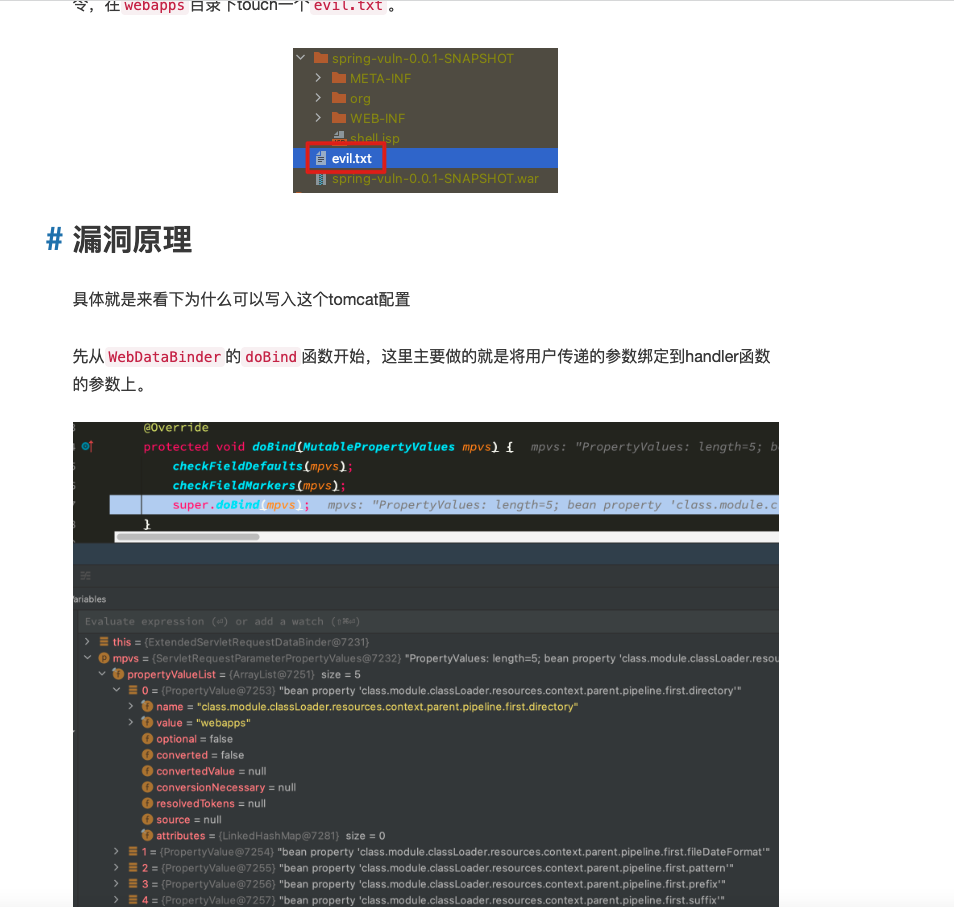 令，在 webapps 目录下touch一个 evil.txt 。
spring-vuln-0.0.1-SNAPSHOT
META-INF
org
WEB-INF
shell.jsp
evil.txt
spring-vuln-0.0.1-SNAPSHOT.war
# 漏洞原理
具体就是来看下为什么可以写入这个tomcat配置
先从 WebDataBinder 的 doBind 函数开始，这里主要做的就是将用户传递的参数绑定到handler函数
的参数上。
@Override
protected void doBind(MutablePropertyValues mpvs) { mpvs: "PropertyValues: length=5; b
checkFieldDefaults(mpvs);
checkFieldMarkers(mpvs);
super.doBind(mpvs); mpvs: "PropertyValues: length=5; bean property 'class.module.c
}
Variables
Evaluate expression (⏎) or add a watch (⇧⌘⏎)
this = {ExtendedServletRequestDataBinder@7231}
mpvs = {ServletRequestParameterPropertyValues@7232} "PropertyValues: length=5; bean property 'class.module.classLoader.resou
propertyValueList = {ArrayList@7251} size = 5
0 = {PropertyValue@7253} "bean property 'class.module.classLoader.resources.context.parent.pipeline.first.directory'"
name = "class.module.classLoader.resources.context.parent.pipeline.first.directory"
value = "webapps"
optional = false
converted = false
convertedValue = null
conversionNecessary = null
resolvedTokens = null
source = null
attributes = {LinkedHashMap@7281} size = 0
1 = {PropertyValue@7254} "bean property 'class.module.classLoader.resources.context.parent.pipeline.first.fileDateFormat'"
2 = {PropertyValue@7255} "bean property 'class.module.classLoader.resources.context.parent.pipeline.first.pattern'"
3 = {PropertyValue@7256} "bean property 'class.module.classLoader.resources.context.parent.pipeline.first.prefix'"
4 = {PropertyValue@7257} "bean property 'class.module.classLoader.resources.context.parent.pipeline.first.suffix'"